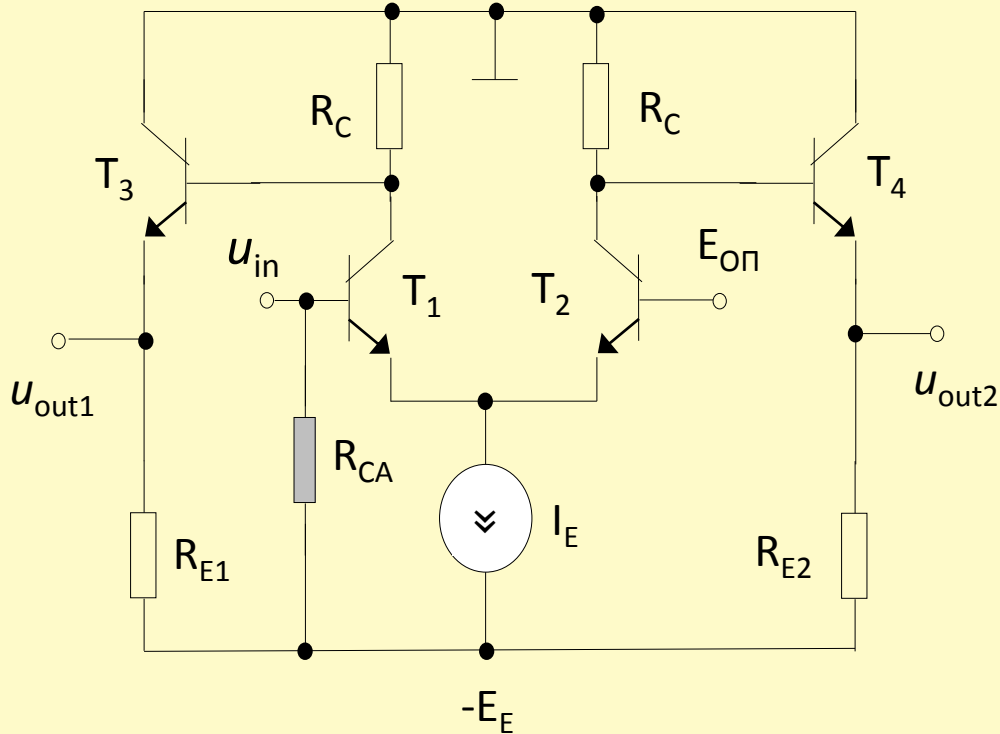 R_C
R_C
T_3
T_4
u_in
E_ОП
T_1
T_2
u_out1
u_out2
R_CA
I_E
R_E1
R_E2
-E_E